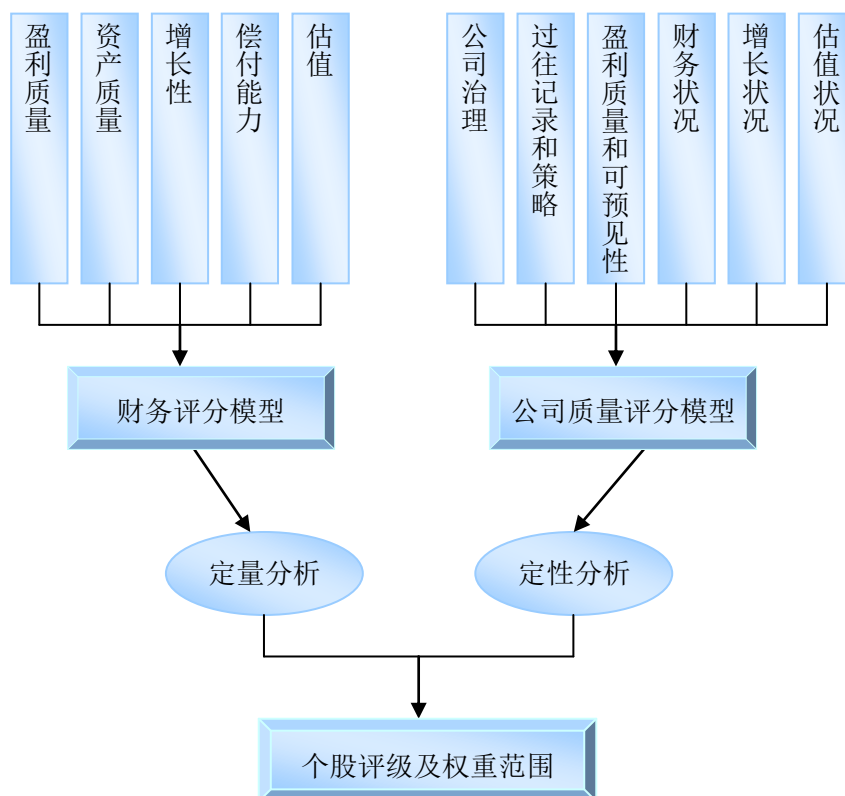 盈利质量
资产质量
增长性
偿付能力
估值
公司治理
过往记录和策略
盈利质量和可预见性
财务状况
增长状况
估值状况
财务评分模型
公司质量评分模型
定量分析
定性分析
个股评级及权重范围